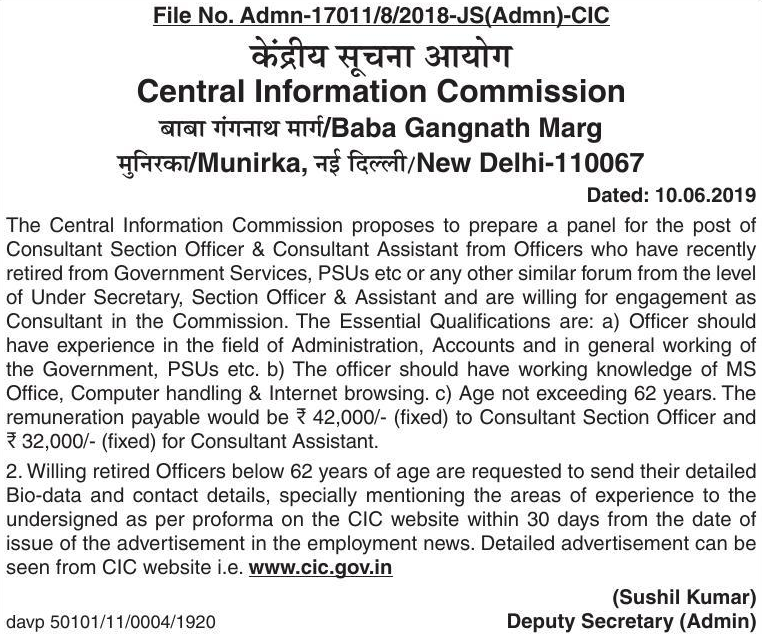 File No. Admn-17011/8/2018-JS(Admn)-CIC
केंद्रीय सूचना आयोग
Central Information Commission
बाबा गंगनाथ मार्ग/Baba Gangnath Marg
मुनिरका/Munirka, नई दिल्ली/New Delhi-110067
Dated: 10.06.2019
The Central Information Commission proposes to prepare a panel for the post of
Consultant Section Officer & Consultant Assistant from Officers who have recently
retired from Government Services, PSUs etc or any other similar forum from the level
of Under Secretary, Section Officer & Assistant and are willing for engagement as
Consultant in the Commission. The Essential Qualifications are: a) Officer should
have experience in the field of Administration, Accounts and in general working of
the Government, PSUs etc. b) The officer should have working knowledge of MS
Office, Computer handling & Internet browsing. c) Age not exceeding 62 years. The
remuneration payable would be ₹ 42,000/- (fixed) to Consultant Section Officer and
₹ 32,000/- (fixed) for Consultant Assistant.
2. Willing retired Officers below 62 years of age are requested to send their detailed
Bio-data and contact details, specially mentioning the areas of experience to the
undersigned as per proforma on the CIC website within 30 days from the date of
issue of the advertisement in the employment news. Detailed advertisement can be
seen from CIC website i.e. www.cic.gov.in
(Sushil Kumar)
davp 50101/11/0004/1920 Deputy Secretary (Admin)